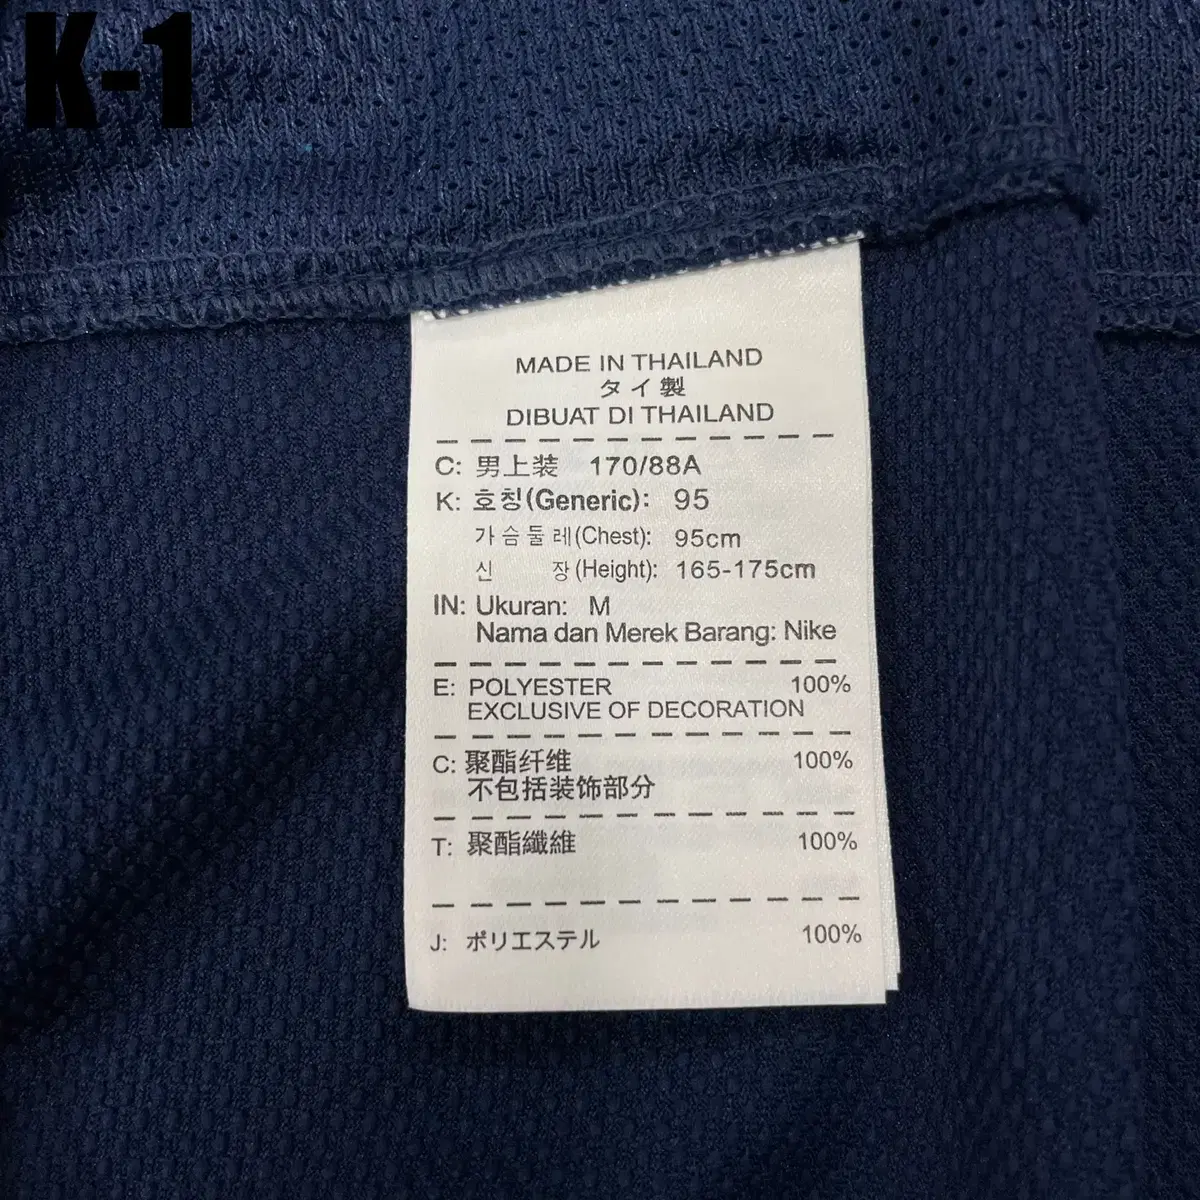 K-1
MADE IN THAILAND
タイ製
DIBUAT DI THAILAND
C: 男上装 170/88A
K: 호칭(Generic): 95
가슴둘레(Chest): 95cm
신 장(Height): 165-175cm
IN: Ukuran: M
Nama dan Merek Barang: Nike
E: POLYESTER 100%
EXCLUSIVE OF DECORATION
C: 聚酯纤维 100%
不包括装饰部分
T: 聚酯纖維 100%
J: ポリエステル 100%